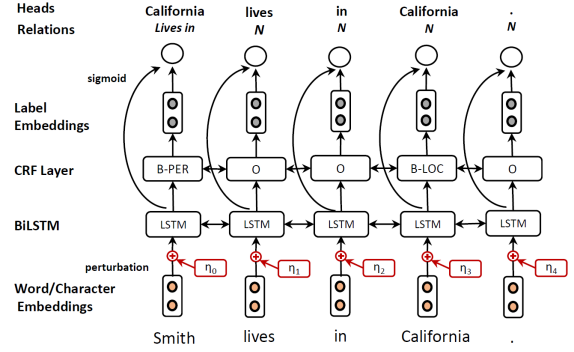 Heads California lives in California .
Relations Lives in N N N N
sigmoid
Label
Embeddings
CRF Layer B-PER O O B-LOC O
BiLSTM LSTM LSTM LSTM LSTM LSTM
perturbation η0 η1 η2 η3 η4
Word/Character
Embeddings
Smith lives in California .